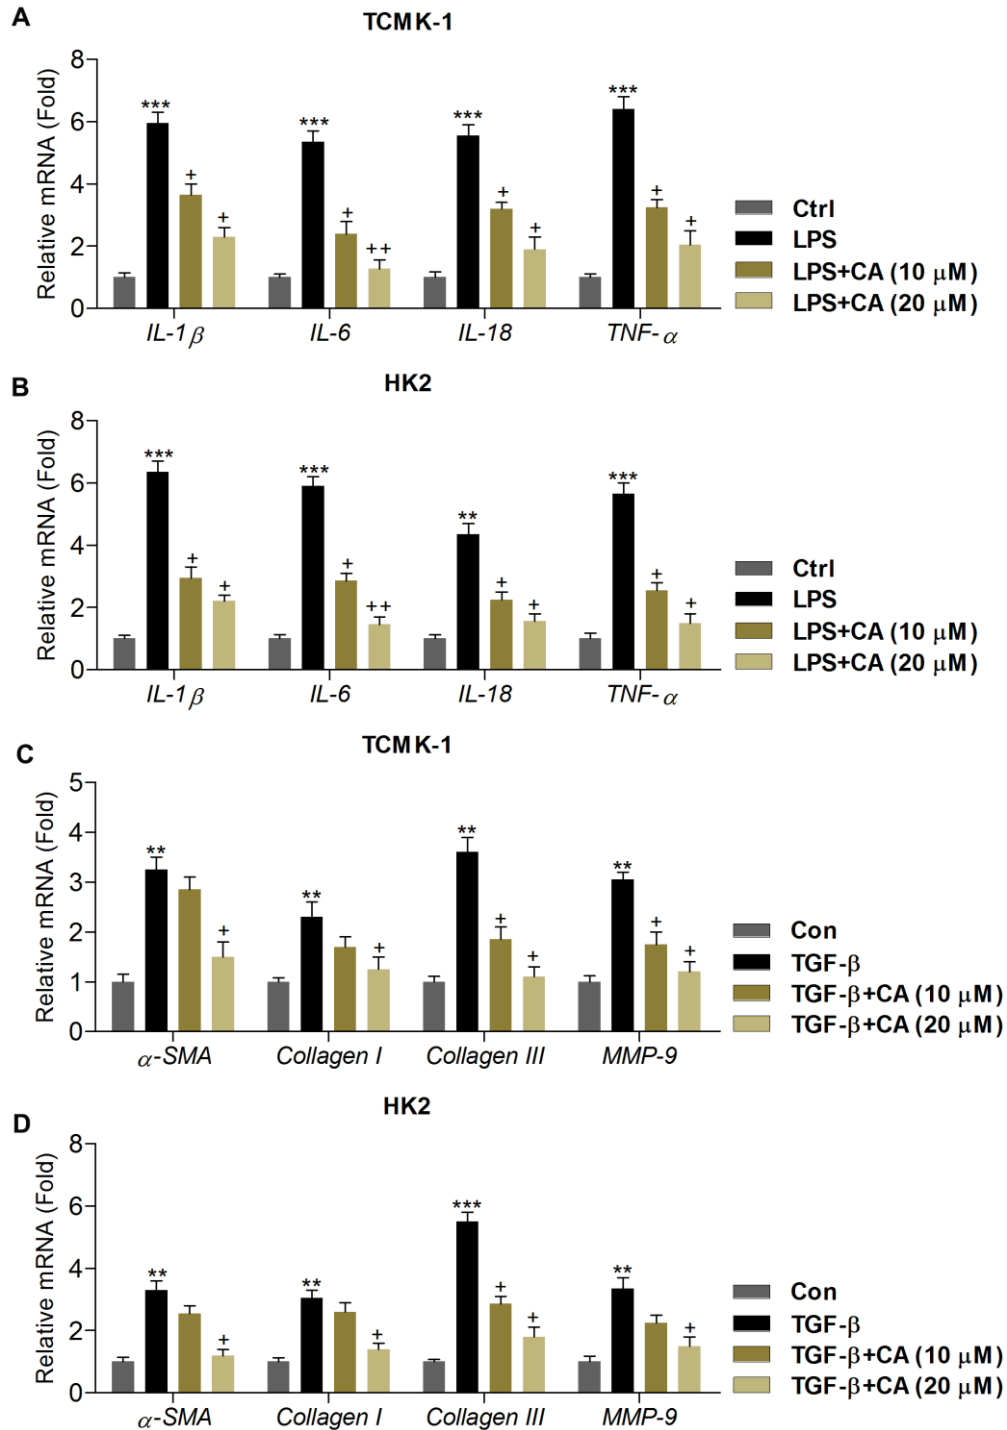 A
TCMK-1
Relative mRNA (Fold)
8
6
4
2
0
*** + +
*** + ++
*** + +
*** + +
IL-1β IL-6 IL-18 TNF-α
Ctrl
LPS
LPS+CA (10 μM)
LPS+CA (20 μM)
B
HK2
Relative mRNA (Fold)
8
6
4
2
0
*** + +
*** + ++
** + +
*** + +
IL-1β IL-6 IL-18 TNF-α
Ctrl
LPS
LPS+CA (10 μM)
LPS+CA (20 μM)
C
TCMK-1
Relative mRNA (Fold)
5
4
3
2
1
0
** +
** +
** + +
** + +
α-SMA Collagen I Collagen III MMP-9
Con
TGF-β
TGF-β+CA (10 μM)
TGF-β+CA (20 μM)
D
HK2
Relative mRNA (Fold)
8
6
4
2
0
** +
** +
*** + +
** +
α-SMA Collagen I Collagen III MMP-9
Con
TGF-β
TGF-β+CA (10 μM)
TGF-β+CA (20 μM)